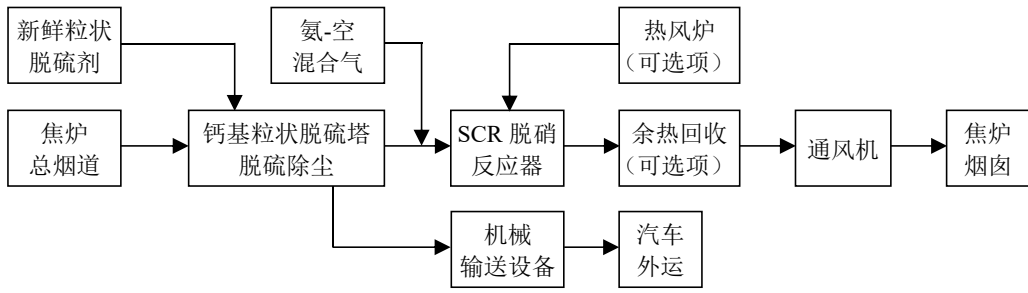 新鲜粒状
脱硫剂
氨-空
混合气
热风炉
（可选项）
焦炉
总烟道
钙基粒状脱硫塔
脱硫除尘
SCR 脱硝
反应器
余热回收
（可选项）
通风机
焦炉
烟囱
机械
输送设备
汽车
外运